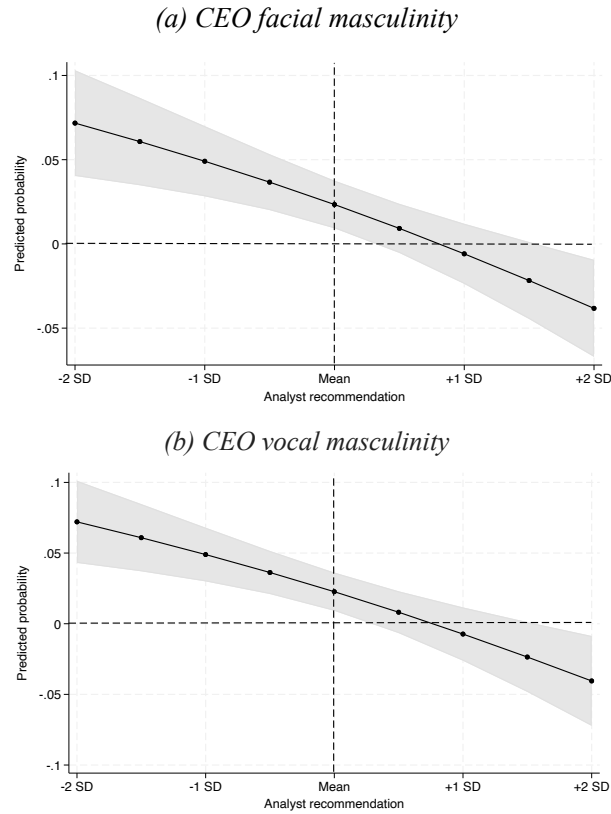 (a) CEO facial masculinity
.1
.05
0
-.05
Predicted probability
-2 SD -1 SD Mean +1 SD +2 SD
Analyst recommendation
(b) CEO vocal masculinity
.1
.05
0
-.05
-.1
Predicted probability
-2 SD -1 SD Mean +1 SD +2 SD
Analyst recommendation